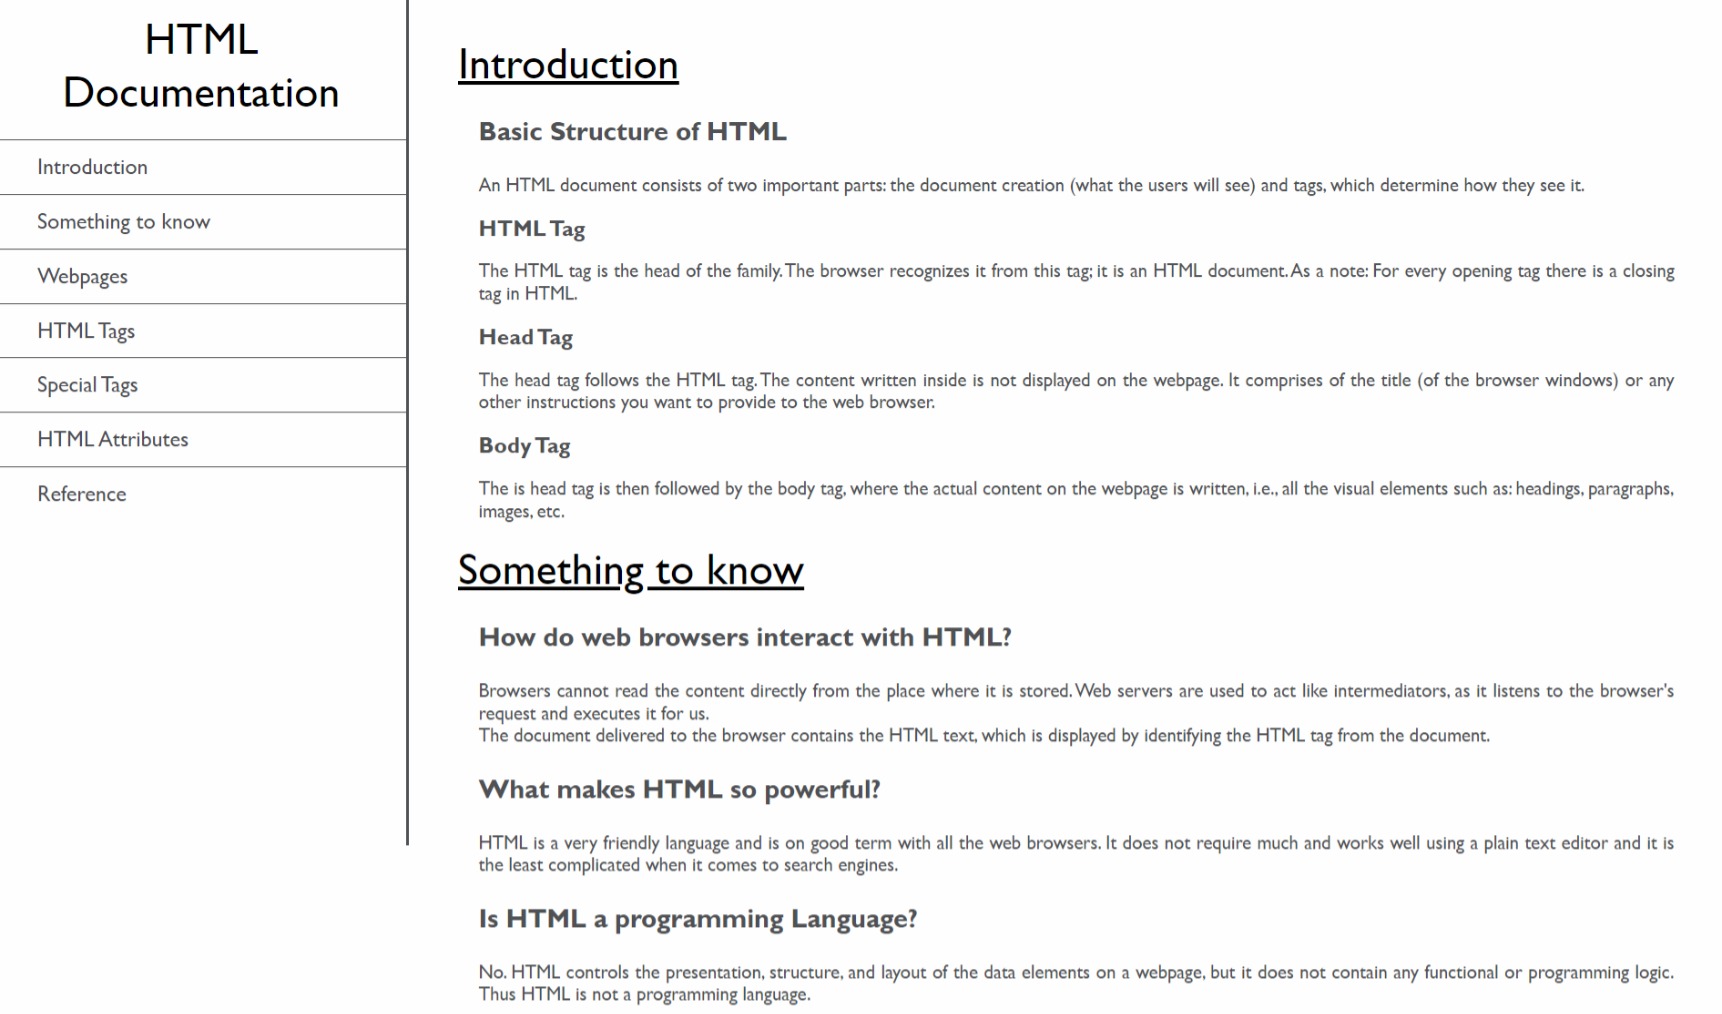 HTML
Documentation
Introduction
Something to know
Webpages
HTML Tags
Special Tags
HTML Attributes
Reference
Introduction
Basic Structure of HTML
An HTML document consists of two important parts: the document creation (what the users will see) and tags, which determine how they see it.
HTML Tag
The HTML tag is the head of the family. The browser recognizes it from this tag; it is an HTML document. As a note: For every opening tag there is a closing
tag in HTML.
Head Tag
The head tag follows the HTML tag. The content written inside is not displayed on the webpage. It comprises of the title (of the browser windows) or any
other instructions you want to provide to the web browser.
Body Tag
The is head tag is then followed by the body tag, where the actual content on the webpage is written, i.e., all the visual elements such as: headings, paragraphs,
images, etc.
Something to know
How do web browsers interact with HTML?
Browsers cannot read the content directly from the place where it is stored. Web servers are used to act like intermediators, as it listens to the browser's
request and executes it for us.
The document delivered to the browser contains the HTML text, which is displayed by identifying the HTML tag from the document.
What makes HTML so powerful?
HTML is a very friendly language and is on good term with all the web browsers. It does not require much and works well using a plain text editor and it is
the least complicated when it comes to search engines.
Is HTML a programming Language?
No. HTML controls the presentation, structure, and layout of the data elements on a webpage, but it does not contain any functional or programming logic.
Thus HTML is not a programming language.